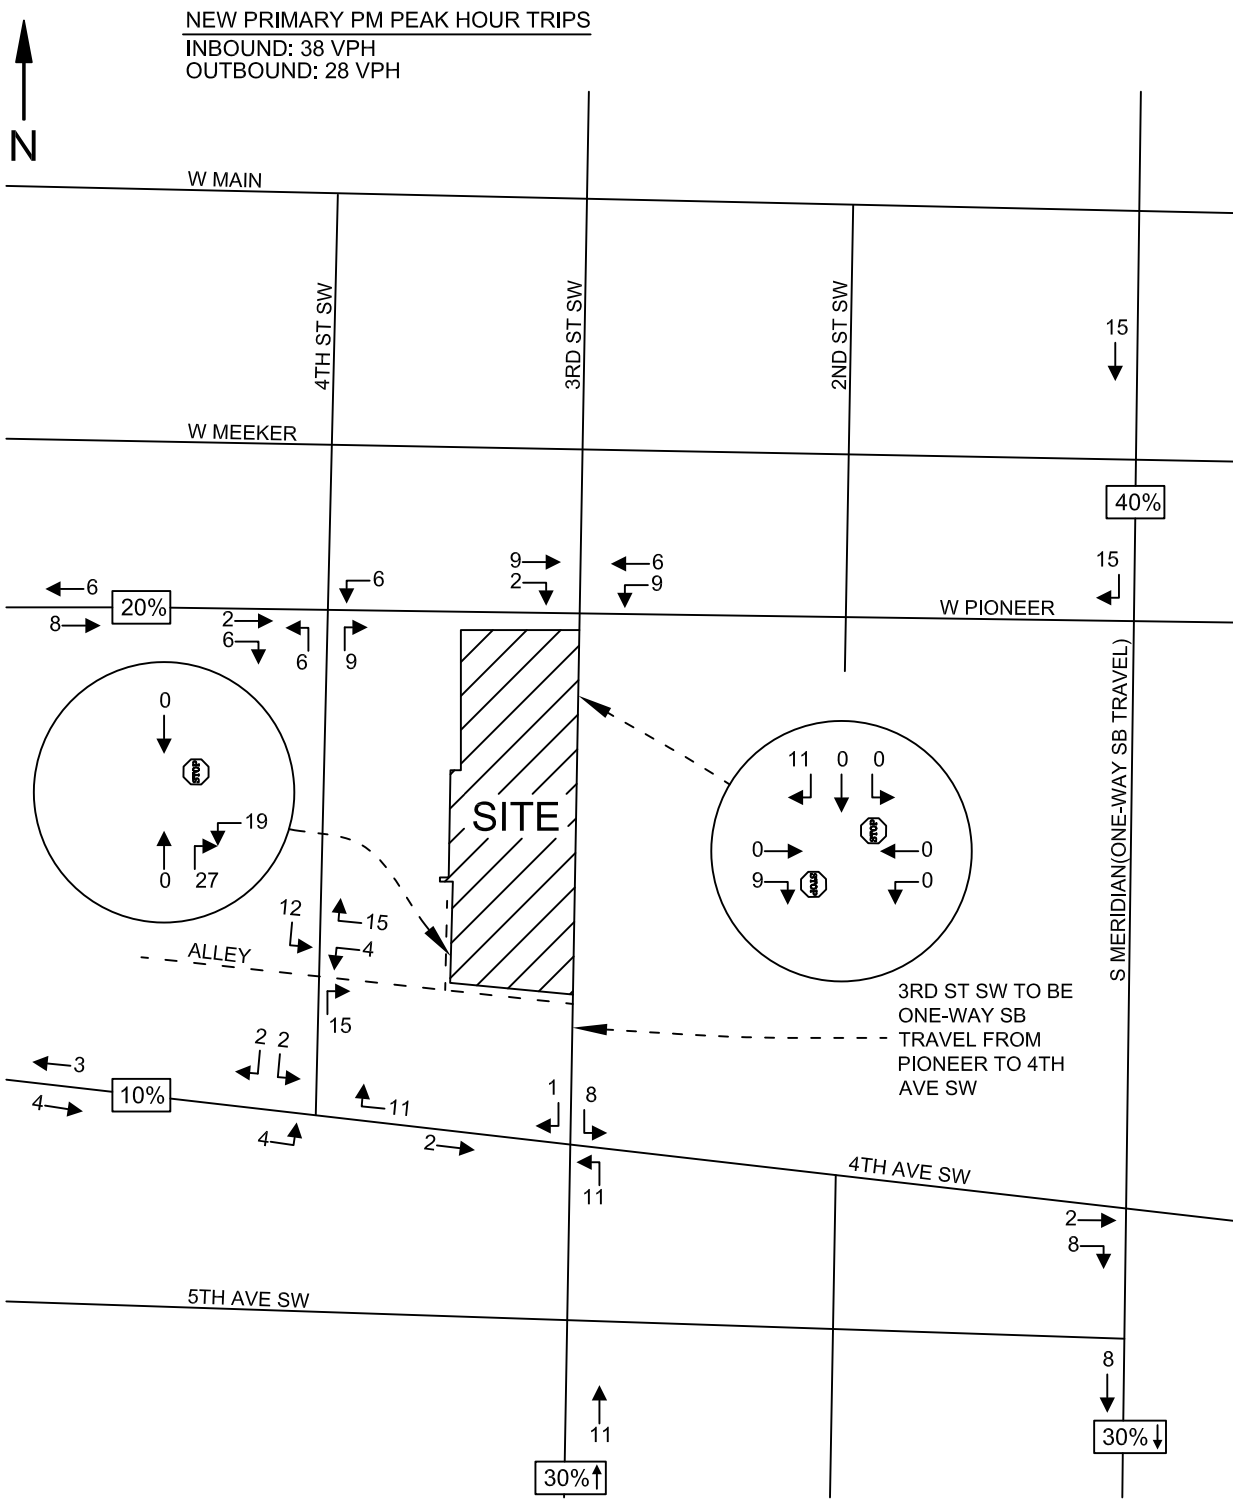 NEW PRIMARY PM PEAK HOUR TRIPS
INBOUND: 38 VPH
OUTBOUND: 28 VPH
N
W MAIN
4TH ST SW
3RD ST SW
2ND ST SW
15
W MEEKER
40%
9
6
15
6
6
2
9
20%
W PIONEER
8
2
6
6
9
S MERIDIAN(ONE-WAY SB TRAVEL)
0
STOP
19
0
27
SITE
11
0
0
STOP
0
0
9
STOP
0
12
15
4
ALLEY
15
3RD ST SW TO BE
ONE-WAY SB
TRAVEL FROM
PIONEER TO 4TH
AVE SW
2
2
3
10%
4
11
4
2
1
8
11
4TH AVE SW
2
8
5TH AVE SW
8
11
30%
30%